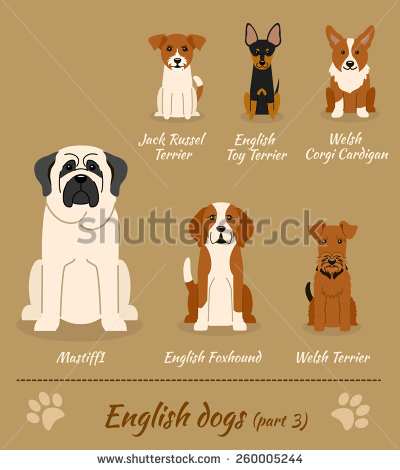 Jack Russel
Terrier
English
Toy Terrier
Welsh
Corgi Cardigan
shutterstock
Mastiff1
English Foxhound
Welsh Terrier
English dogs (part 3)
www.shutterstock.com · 260005244